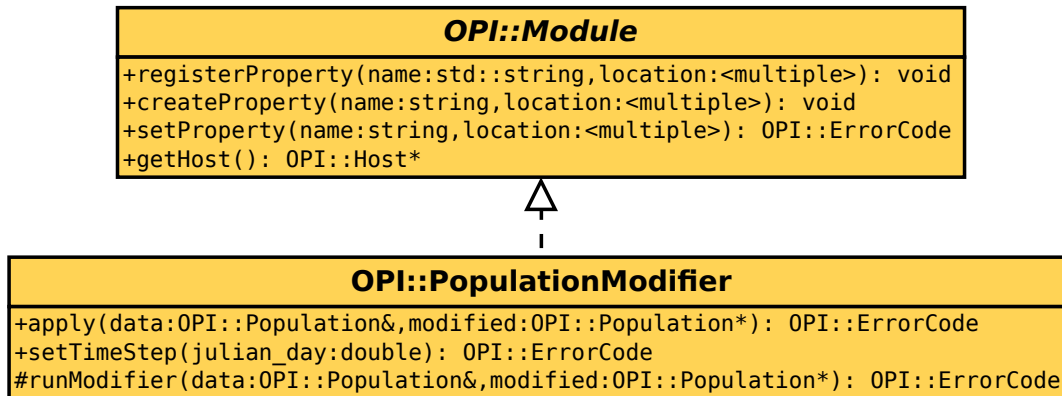 OPI::Module
+registerProperty(name:std::string,location:<multiple>): void
+createProperty(name:string,location:<multiple>): void
+setProperty(name:string,location:<multiple>): OPI::ErrorCode
+getHost(): OPI::Host*
OPI::PopulationModifier
+apply(data:OPI::Population&,modified:OPI::Population*): OPI::ErrorCode
+setTimeStep(julian_day:double): OPI::ErrorCode
#runModifier(data:OPI::Population&,modified:OPI::Population*): OPI::ErrorCode